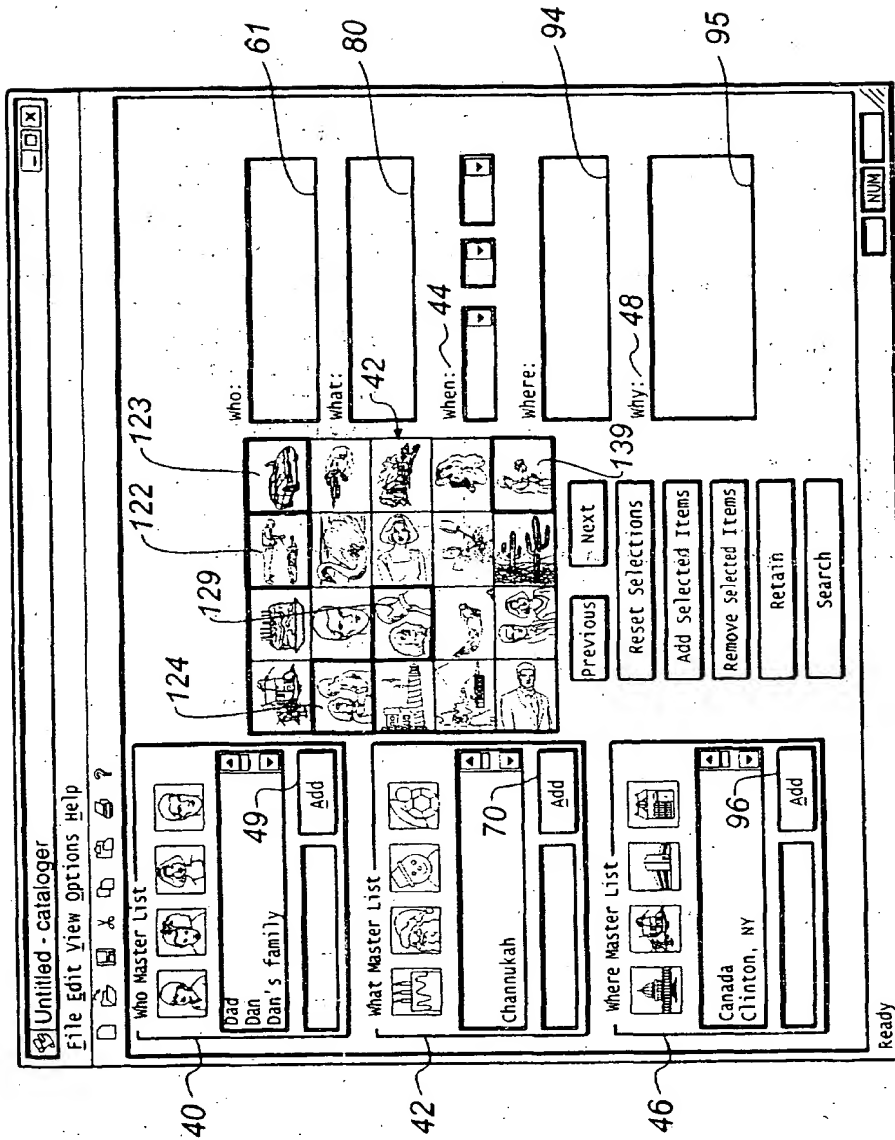 Untitled - cataloger
File Edit View Options Help
?
Who Master List
Dad
Dan
Dan's family
49
Add
40
What Master List
Channukah
70
Add
42
Where Master List
Canada
Clinton, NY
96
Add
46
124
129
122
123
42
139
Previous
Next
Reset Selections
Add Selected Items
Remove Selected Items
Retain
Search
Who:
61
What:
80
When:
44
Where:
94
Why:
48
95
Ready
NUM